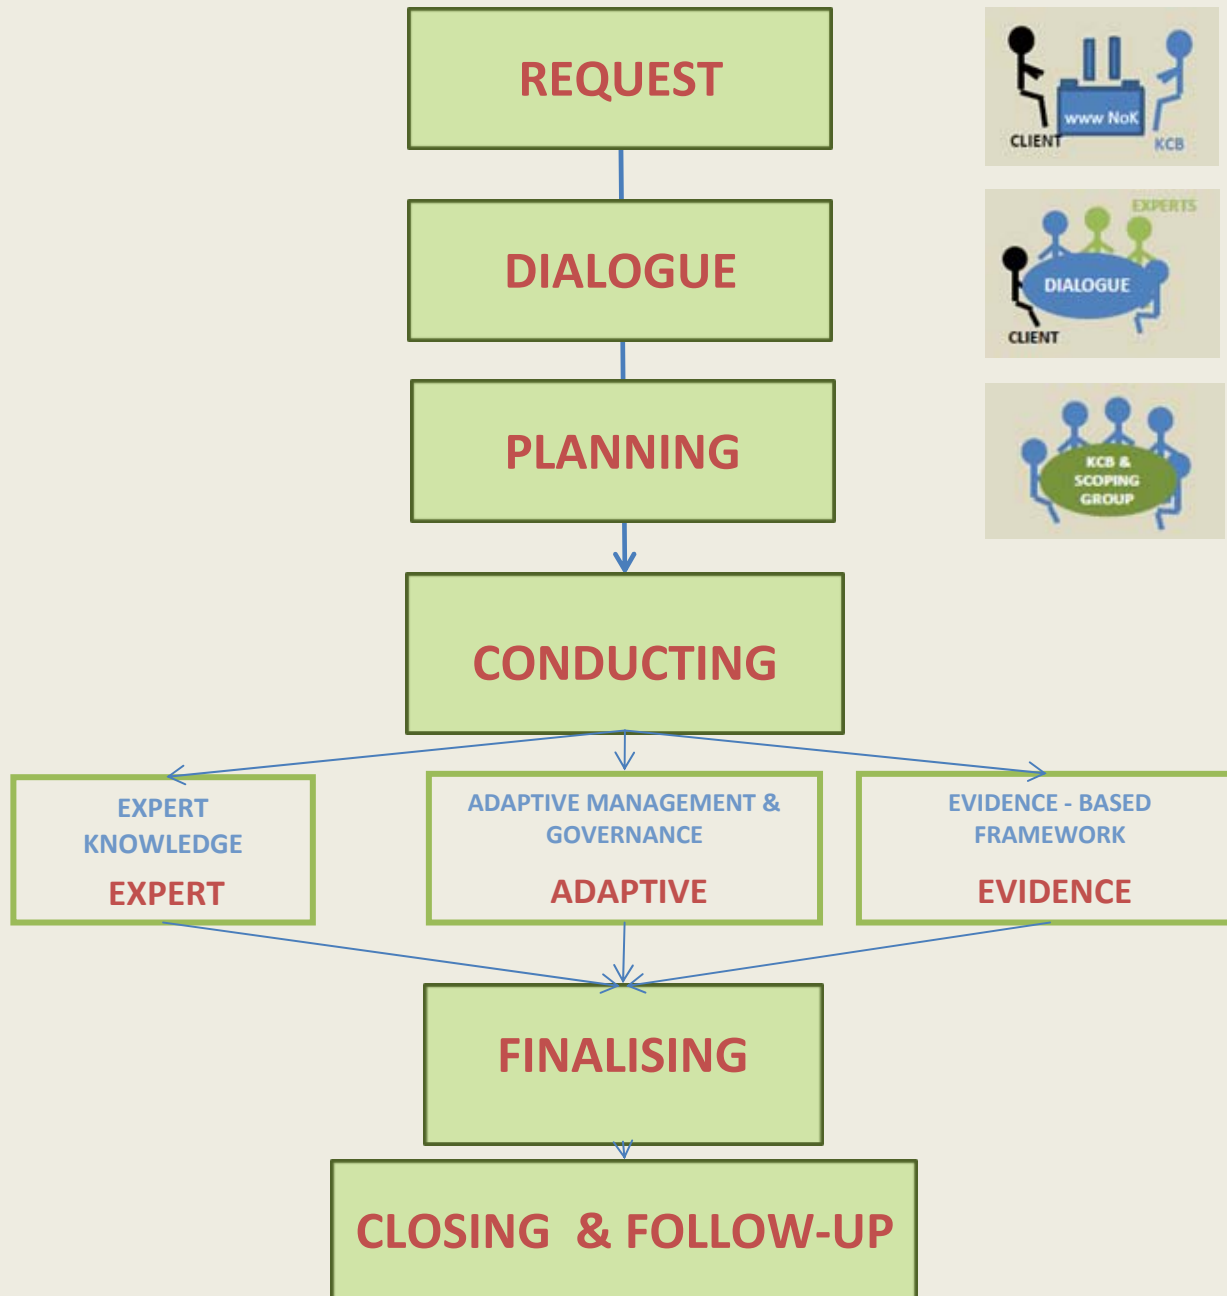 REQUEST
www NoK
CLIENT
KCB
DIALOGUE
EXPERTS
DIALOGUE
CLIENT
PLANNING
KCB &
SCOPING
GROUP
CONDUCTING
EXPERT
KNOWLEDGE
EXPERT
ADAPTIVE MANAGEMENT &
GOVERNANCE
ADAPTIVE
EVIDENCE - BASED
FRAMEWORK
EVIDENCE
FINALISING
CLOSING & FOLLOW-UP